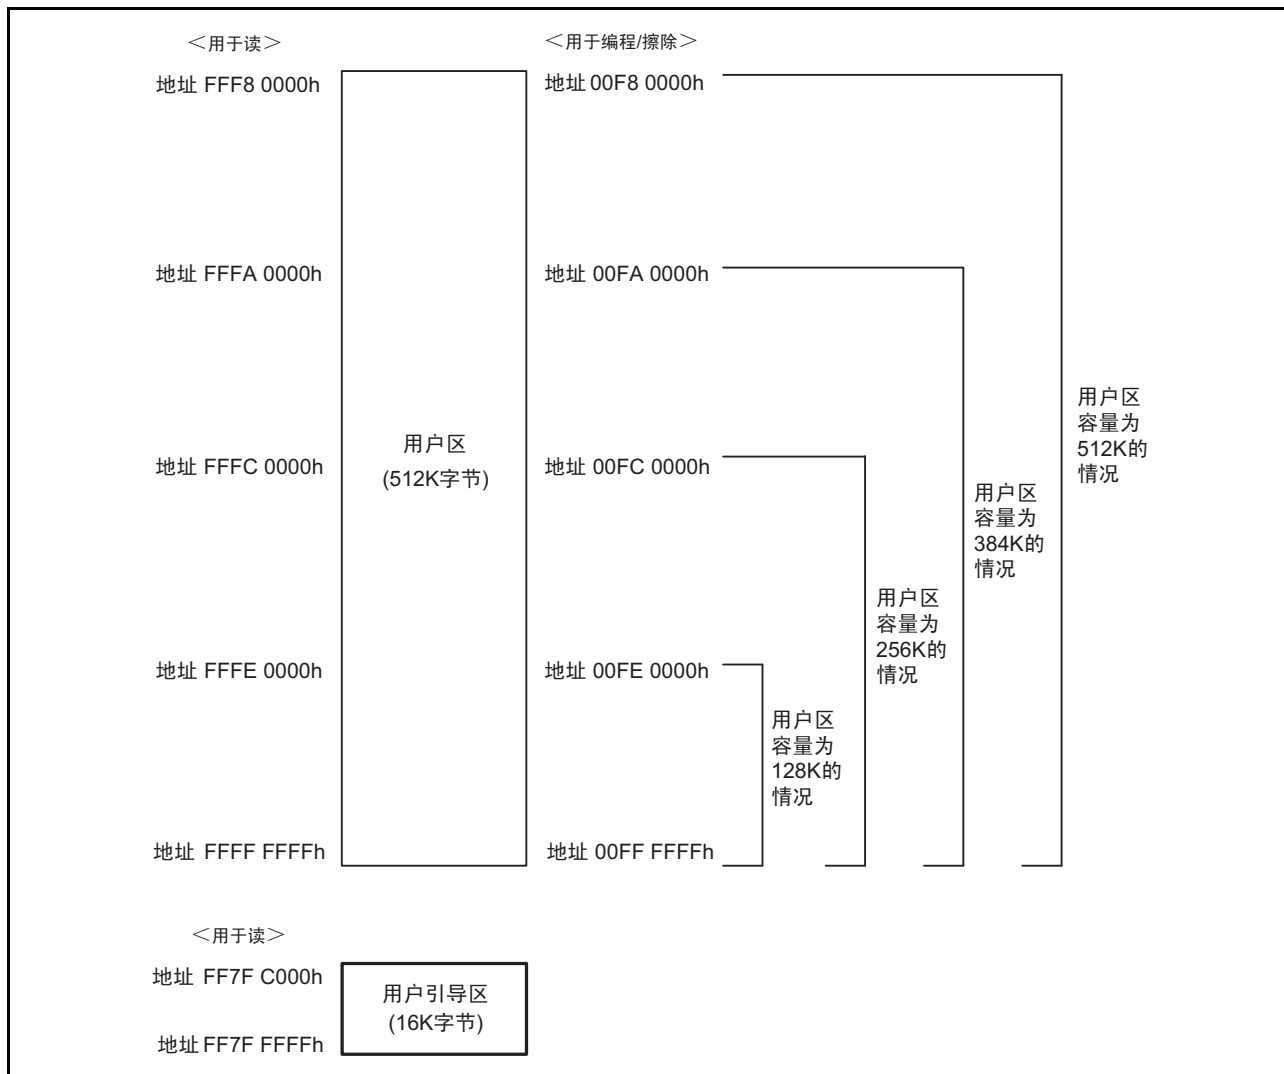 ＜用于读＞
＜用于编程/擦除＞
地址 FFF8 0000h
地址 00F8 0000h
地址 FFFA 0000h
地址 00FA 0000h
用户区
容量为
512K的
情况
用户区
(512K字节)
地址 FFFC 0000h
地址 00FC 0000h
用户区
容量为
384K的
情况
用户区
容量为
256K的
情况
地址 FFFE 0000h
地址 00FE 0000h
用户区
容量为
128K的
情况
地址 FFFF FFFFh
地址 00FF FFFFh
＜用于读＞
地址 FF7F C000h
用户引导区
(16K字节)
地址 FF7F FFFFh